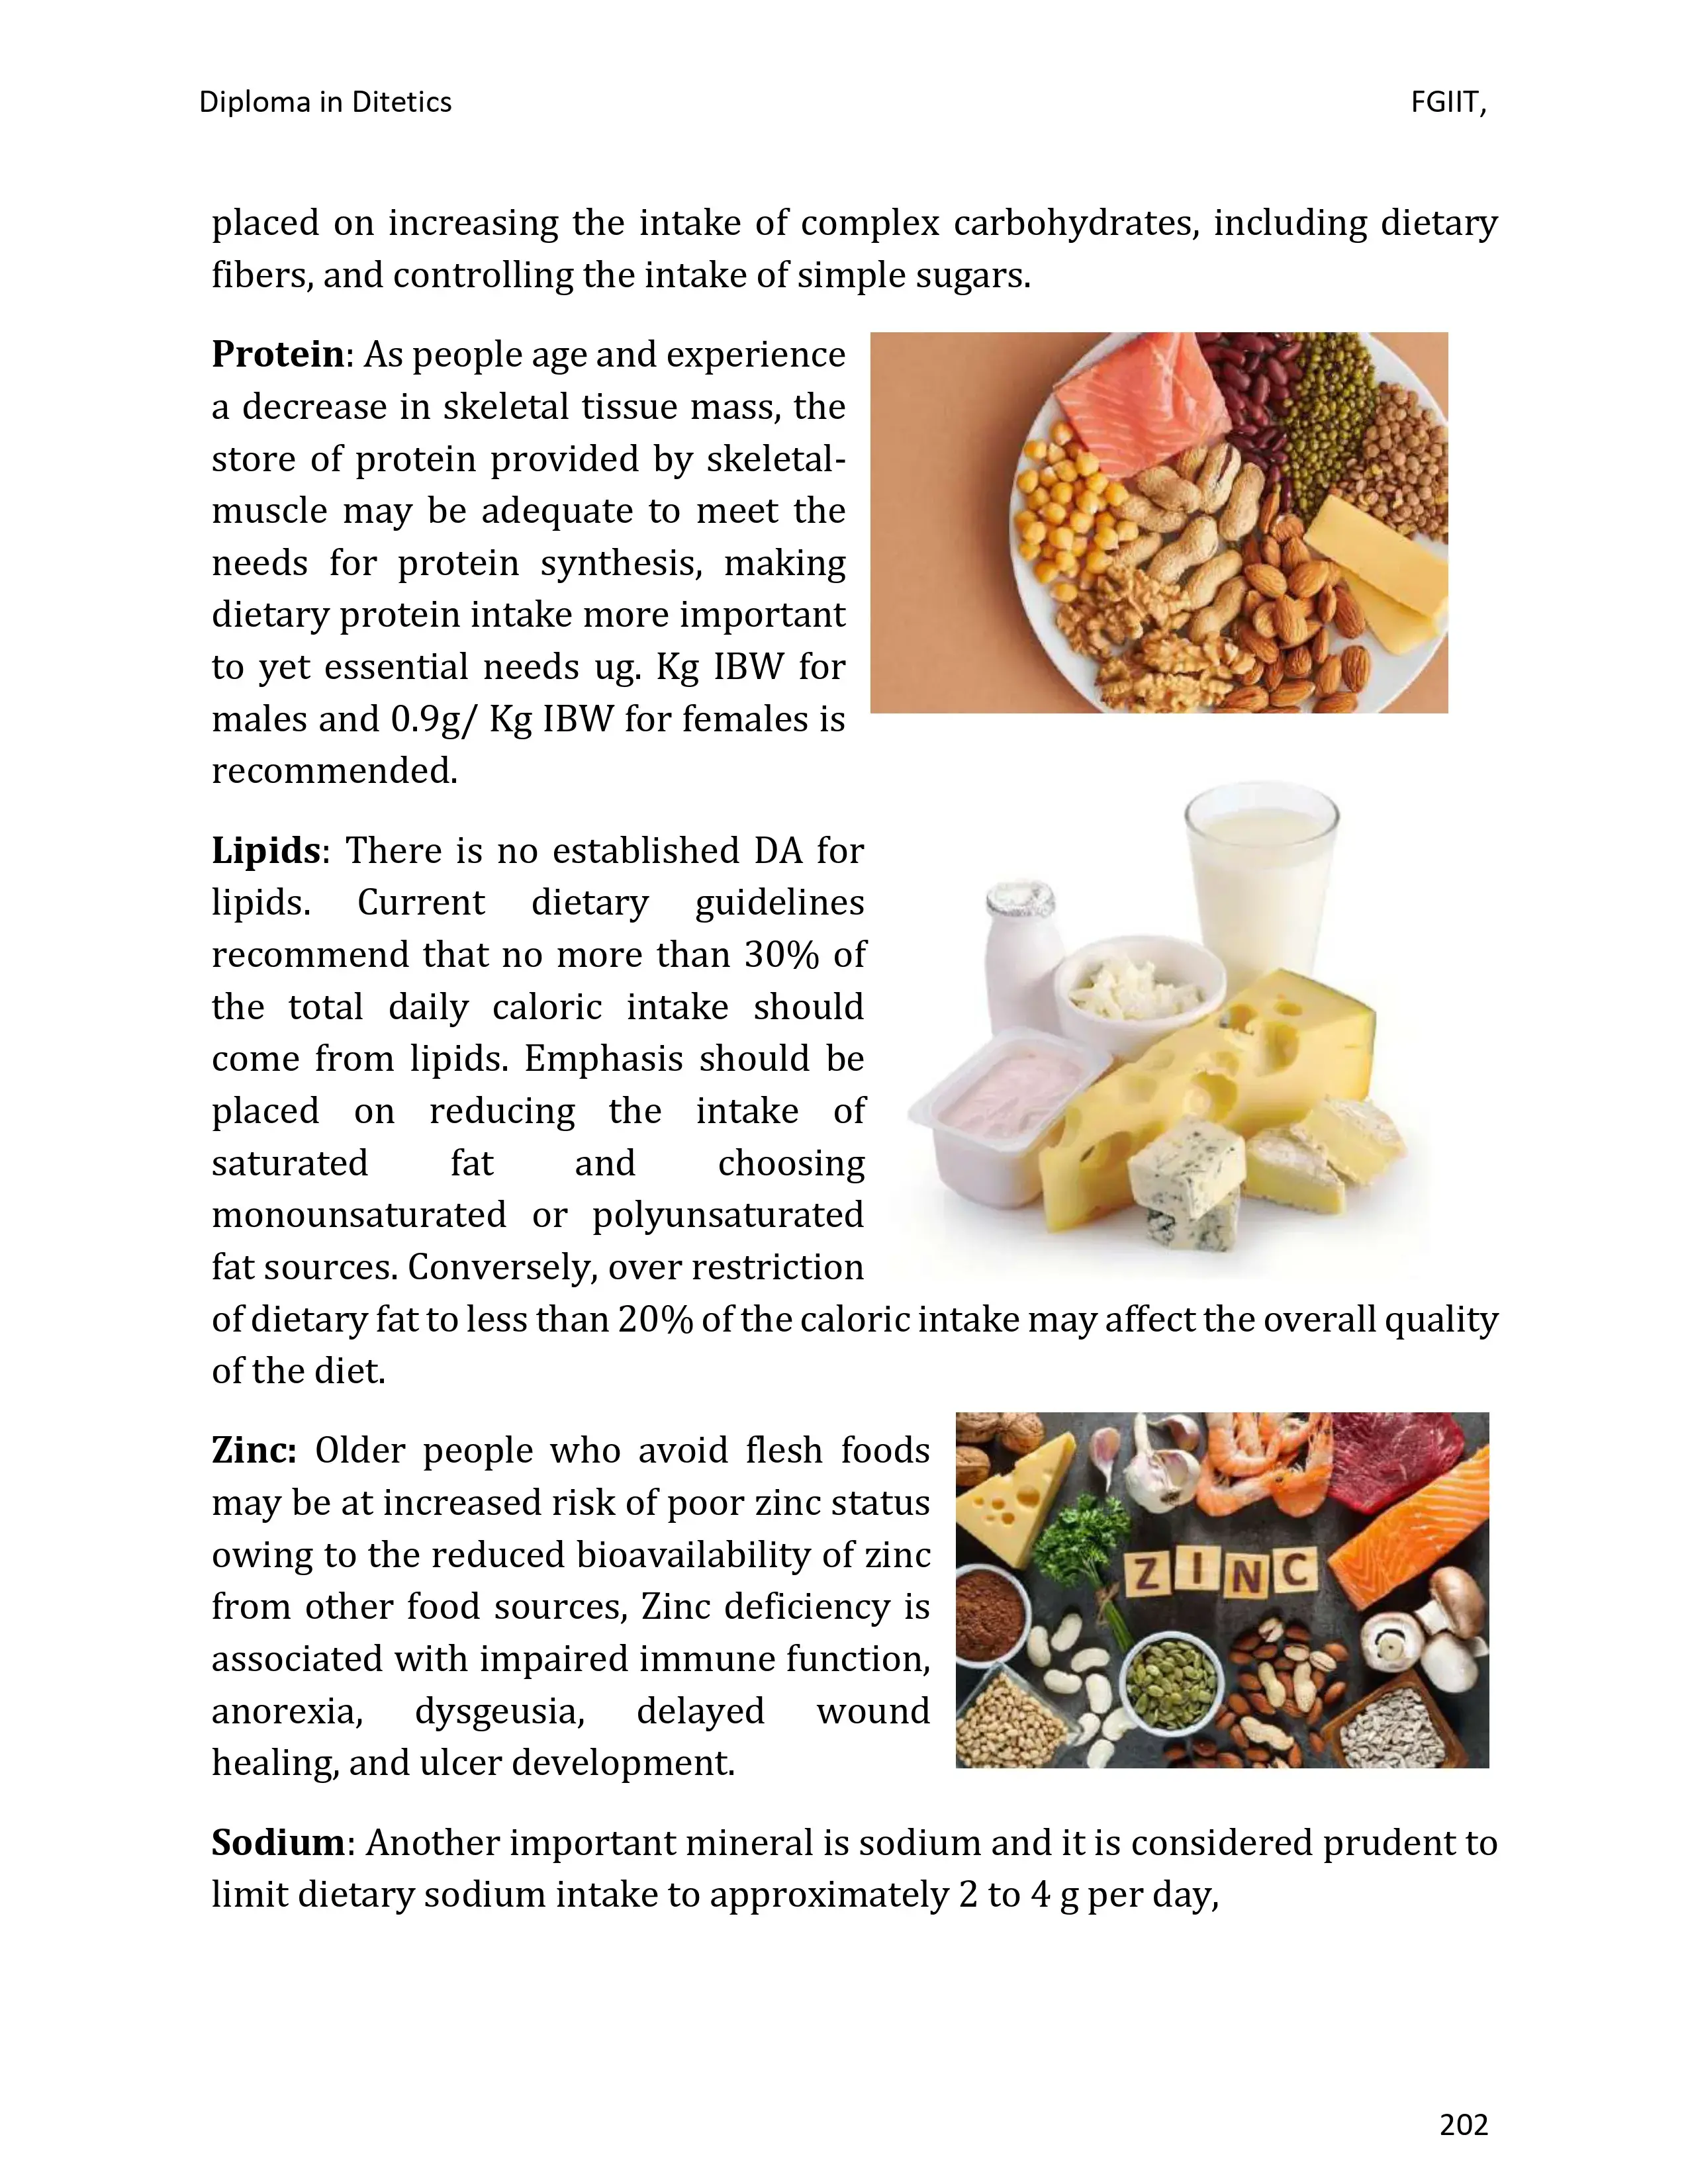 Diploma in Ditetics FGIIT,
placed on increasing the intake of complex carbohydrates, including dietary
fibers, and controlling the intake of simple sugars.
Protein: As people age and experience
a decrease in skeletal tissue mass, the
store of protein provided by skeletal-
muscle may be adequate to meet the
needs for protein synthesis, making
dietary protein intake more important
to yet essential needs ug. Kg IBW for
males and 0.9g/ Kg IBW for females is
recommended.
Lipids: There is no established DA for
lipids. Current dietary guidelines
recommend that no more than 30% of
the total daily caloric intake should
come from lipids. Emphasis should be
placed on reducing the intake of
saturated fat and choosing
monounsaturated or polyunsaturated
fat sources. Conversely, over restriction
of dietary fat to less than 20% of the caloric intake may affect the overall quality
of the diet.
Zinc: Older people who avoid flesh foods
may be at increased risk of poor zinc status
owing to the reduced bioavailability of zinc
from other food sources, Zinc deficiency is
associated with impaired immune function,
anorexia, dysgeusia, delayed wound
healing, and ulcer development.
ZINC
Sodium: Another important mineral is sodium and it is considered prudent to
limit dietary sodium intake to approximately 2 to 4 g per day,
202